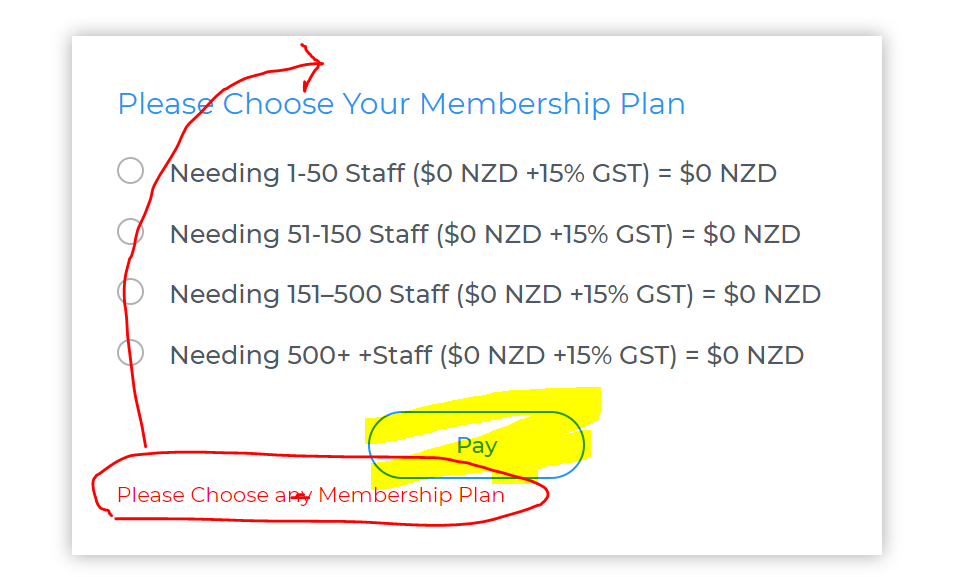 Please Choose Your Membership Plan
Needing 1-50 Staff ($0 NZD +15% GST) = $0 NZD
Needing 51-150 Staff ($0 NZD +15% GST) = $0 NZD
Needing 151–500 Staff ($0 NZD +15% GST) = $0 NZD
Needing 500+ +Staff ($0 NZD +15% GST) = $0 NZD
Pay
Please Choose any Membership Plan